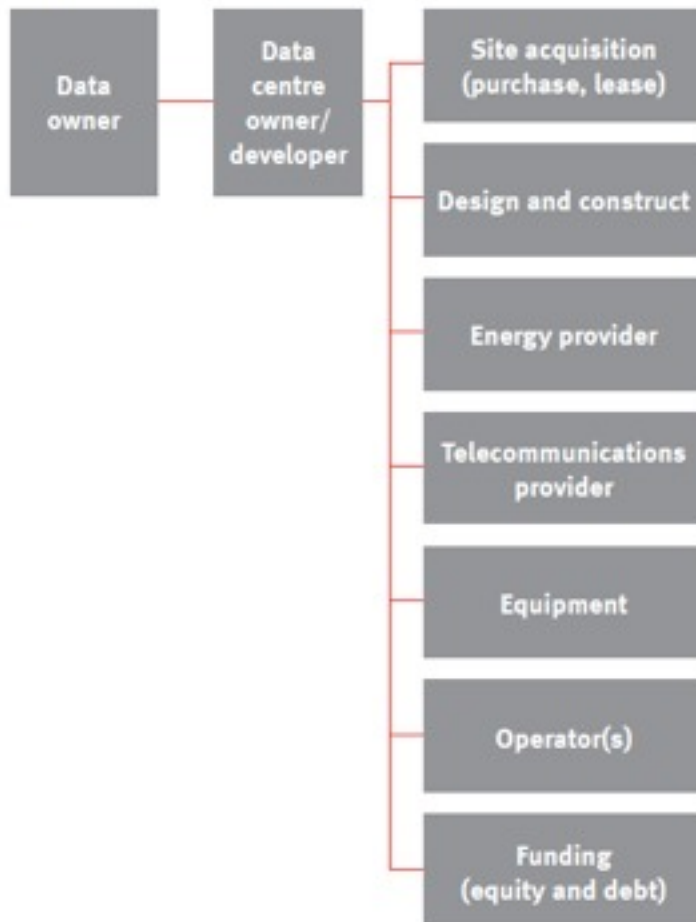 Data
owner
Data
centre
owner/
developer
Site acquisition
(purchase, lease)
Design and construct
Energy provider
Telecommunications
provider
Equipment
Operator(s)
Funding
(equity and debt)